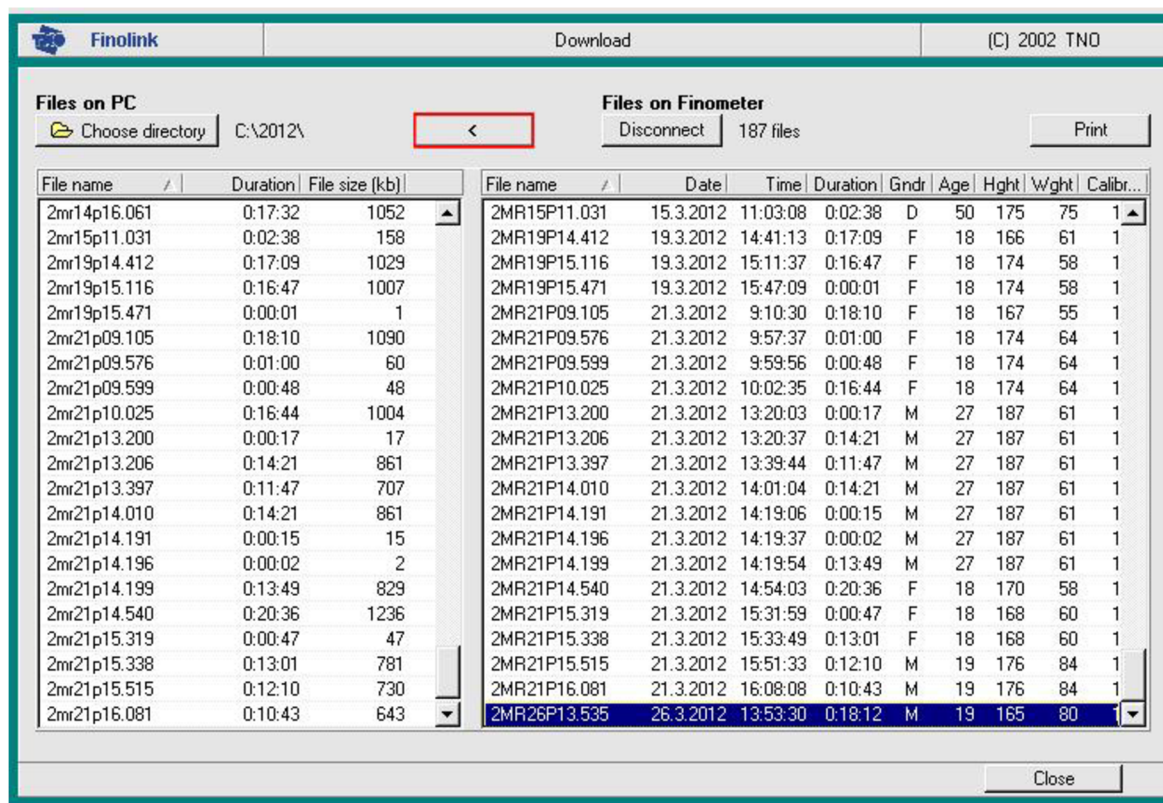 Finolink Download (C) 2002 TNO
Files on PC Files on Finometer
Choose directory C:\2012\ < Disconnect 187 files Print
File name Duration File size (kb) File name Date Time Duration Gndr Age Hght Wght Calibr...
2mr14p16.061 0:17:32 1052 2MR15P11.031 15.3.2012 11:03:08 0:02:38 D 50 175 75 1
2mr15p11.031 0:02:38 158 2MR19P14.412 19.3.2012 14:41:13 0:17:09 F 18 166 61 1
2mr19p14.412 0:17:09 1029 2MR19P15.116 19.3.2012 15:11:37 0:16:47 F 18 174 58 1
2mr19p15.116 0:16:47 1007 2MR19P15.471 19.3.2012 15:47:09 0:00:01 F 18 174 58 1
2mr19p15.471 0:00:01 1 2MR21P09.105 21.3.2012 9:10:30 0:18:10 F 18 167 55 1
2mr21p09.105 0:18:10 1090 2MR21P09.576 21.3.2012 9:57:37 0:01:00 F 18 174 64 1
2mr21p09.576 0:01:00 60 2MR21P09.599 21.3.2012 9:59:56 0:00:48 F 18 174 64 1
2mr21p09.599 0:00:48 48 2MR21P10.025 21.3.2012 10:02:35 0:16:44 F 18 174 64 1
2mr21p10.025 0:16:44 1004 2MR21P13.200 21.3.2012 13:20:03 0:00:17 M 27 187 61 1
2mr21p13.200 0:00:17 17 2MR21P13.206 21.3.2012 13:20:37 0:14:21 M 27 187 61 1
2mr21p13.206 0:14:21 861 2MR21P13.397 21.3.2012 13:39:44 0:11:47 M 27 187 61 1
2mr21p13.397 0:11:47 707 2MR21P14.010 21.3.2012 14:01:04 0:14:21 M 27 187 61 1
2mr21p14.010 0:14:21 861 2MR21P14.191 21.3.2012 14:19:06 0:00:15 M 27 187 61 1
2mr21p14.191 0:00:15 15 2MR21P14.196 21.3.2012 14:19:37 0:00:02 M 27 187 61 1
2mr21p14.196 0:00:02 2 2MR21P14.199 21.3.2012 14:19:54 0:13:49 M 27 187 61 1
2mr21p14.199 0:13:49 829 2MR21P14.540 21.3.2012 14:54:03 0:20:36 F 18 170 58 1
2mr21p14.540 0:20:36 1236 2MR21P15.319 21.3.2012 15:31:59 0:00:47 F 18 168 60 1
2mr21p15.319 0:00:47 47 2MR21P15.338 21.3.2012 15:33:49 0:13:01 F 18 168 60 1
2mr21p15.338 0:13:01 781 2MR21P15.515 21.3.2012 15:51:33 0:12:10 M 19 176 84 1
2mr21p15.515 0:12:10 730 2MR21P16.081 21.3.2012 16:08:08 0:10:43 M 19 176 84 1
2mr21p16.081 0:10:43 643 2MR26P13.535 26.3.2012 13:53:30 0:18:12 M 19 165 80 1
Close